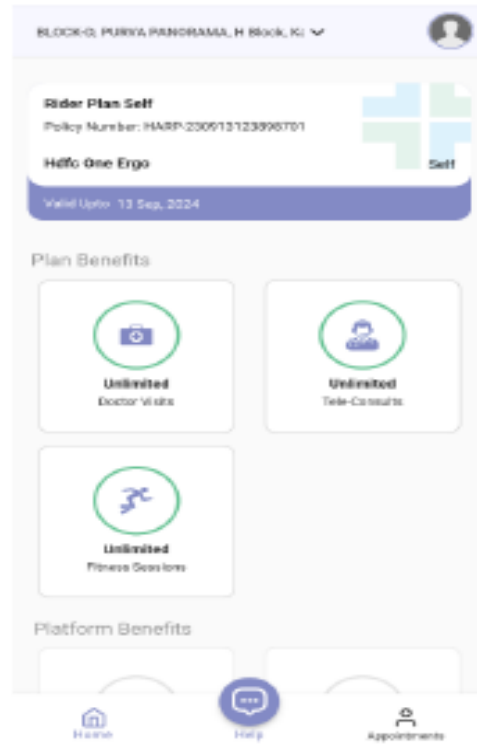 BLOCK-O, PURVA PANORAMA, H Block, K
Rider Plan Self
Policy Number: HARP-230913123898701
Hdfc One Ergo
Self
Valid Upto 13 Sep, 2024
Plan Benefits
Unlimited
Doctor Visits
Unlimited
Tele-Consults
Unlimited
Fitness Sessions
Platform Benefits
Home
Help
Appointments